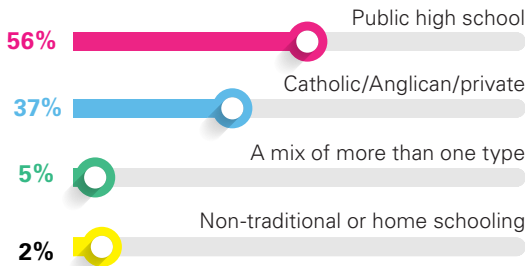 Public high school
56%
Catholic/Anglican/private
37%
A mix of more than one type
5%
Non-traditional or home schooling
2%